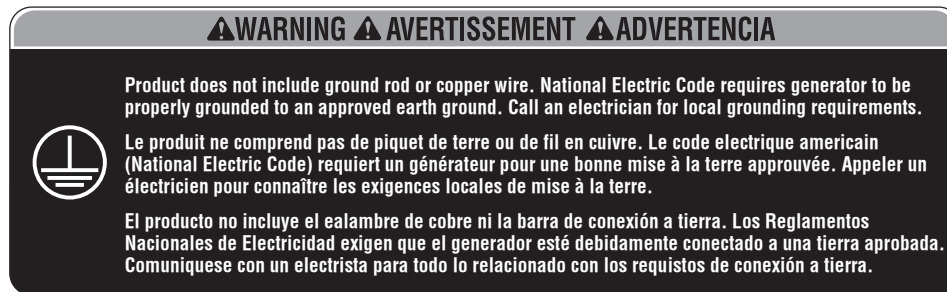 WARNING AVERTISSEMENT ADVERTENCIA
Product does not include ground rod or copper wire. National Electric Code requires generator to be
properly grounded to an approved earth ground. Call an electrician for local grounding requirements.
Le produit ne comprend pas de piquet de terre ou de fil en cuivre. Le code electrique americain
(National Electric Code) requiert un générateur pour une bonne mise à la terre approuvée. Appeler un
électricien pour connaître les exigences locales de mise à la terre.
El producto no incluye el ealambre de cobre ni la barra de conexión a tierra. Los Reglamentos
Nacionales de Electricidad exigen que el generador esté debidamente conectado a una tierra aprobada.
Comuniquese con un electrista para todo lo relacionado con los requistos de conexión a tierra.